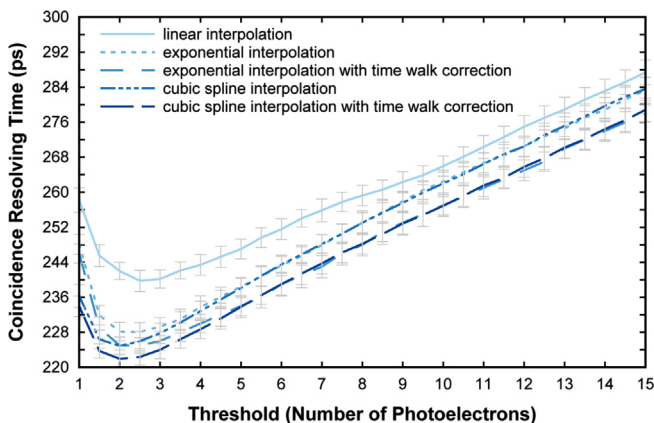 300
292
284
276
268
260
252
244
236
228
220
Coincidence Resolving Time (ps)
linear interpolation
exponential interpolation
exponential interpolation with time walk correction
cubic spline interpolation
cubic spline interpolation with time walk correction
1 2 3 4 5 6 7 8 9 10 11 12 13 14 15
Threshold (Number of Photoelectrons)